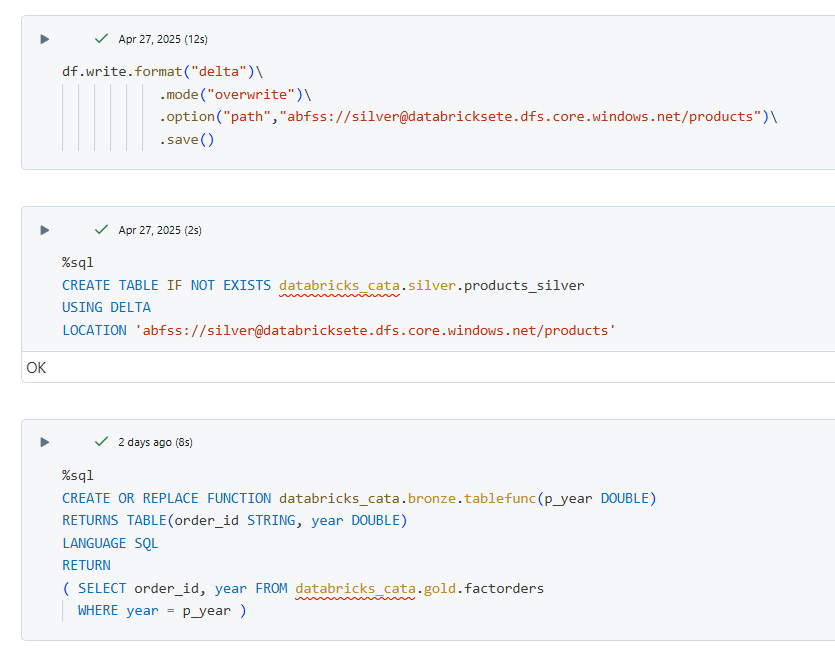 Apr 27, 2025 (12s)
df.write.format("delta")\
.mode("overwrite")\
.option("path","abfss://silver@databricksete.dfs.core.windows.net/products")\
.save()
Apr 27, 2025 (2s)
%sql
CREATE TABLE IF NOT EXISTS databricks_cata.silver.products_silver
USING DELTA
LOCATION 'abfss://silver@databricksete.dfs.core.windows.net/products'
OK
2 days ago (8s)
%sql
CREATE OR REPLACE FUNCTION databricks_cata.bronze.tablefunc(p_year DOUBLE)
RETURNS TABLE(order_id STRING, year DOUBLE)
LANGUAGE SQL
RETURN
( SELECT order_id, year FROM databricks_cata.gold.factorders
WHERE year = p_year )